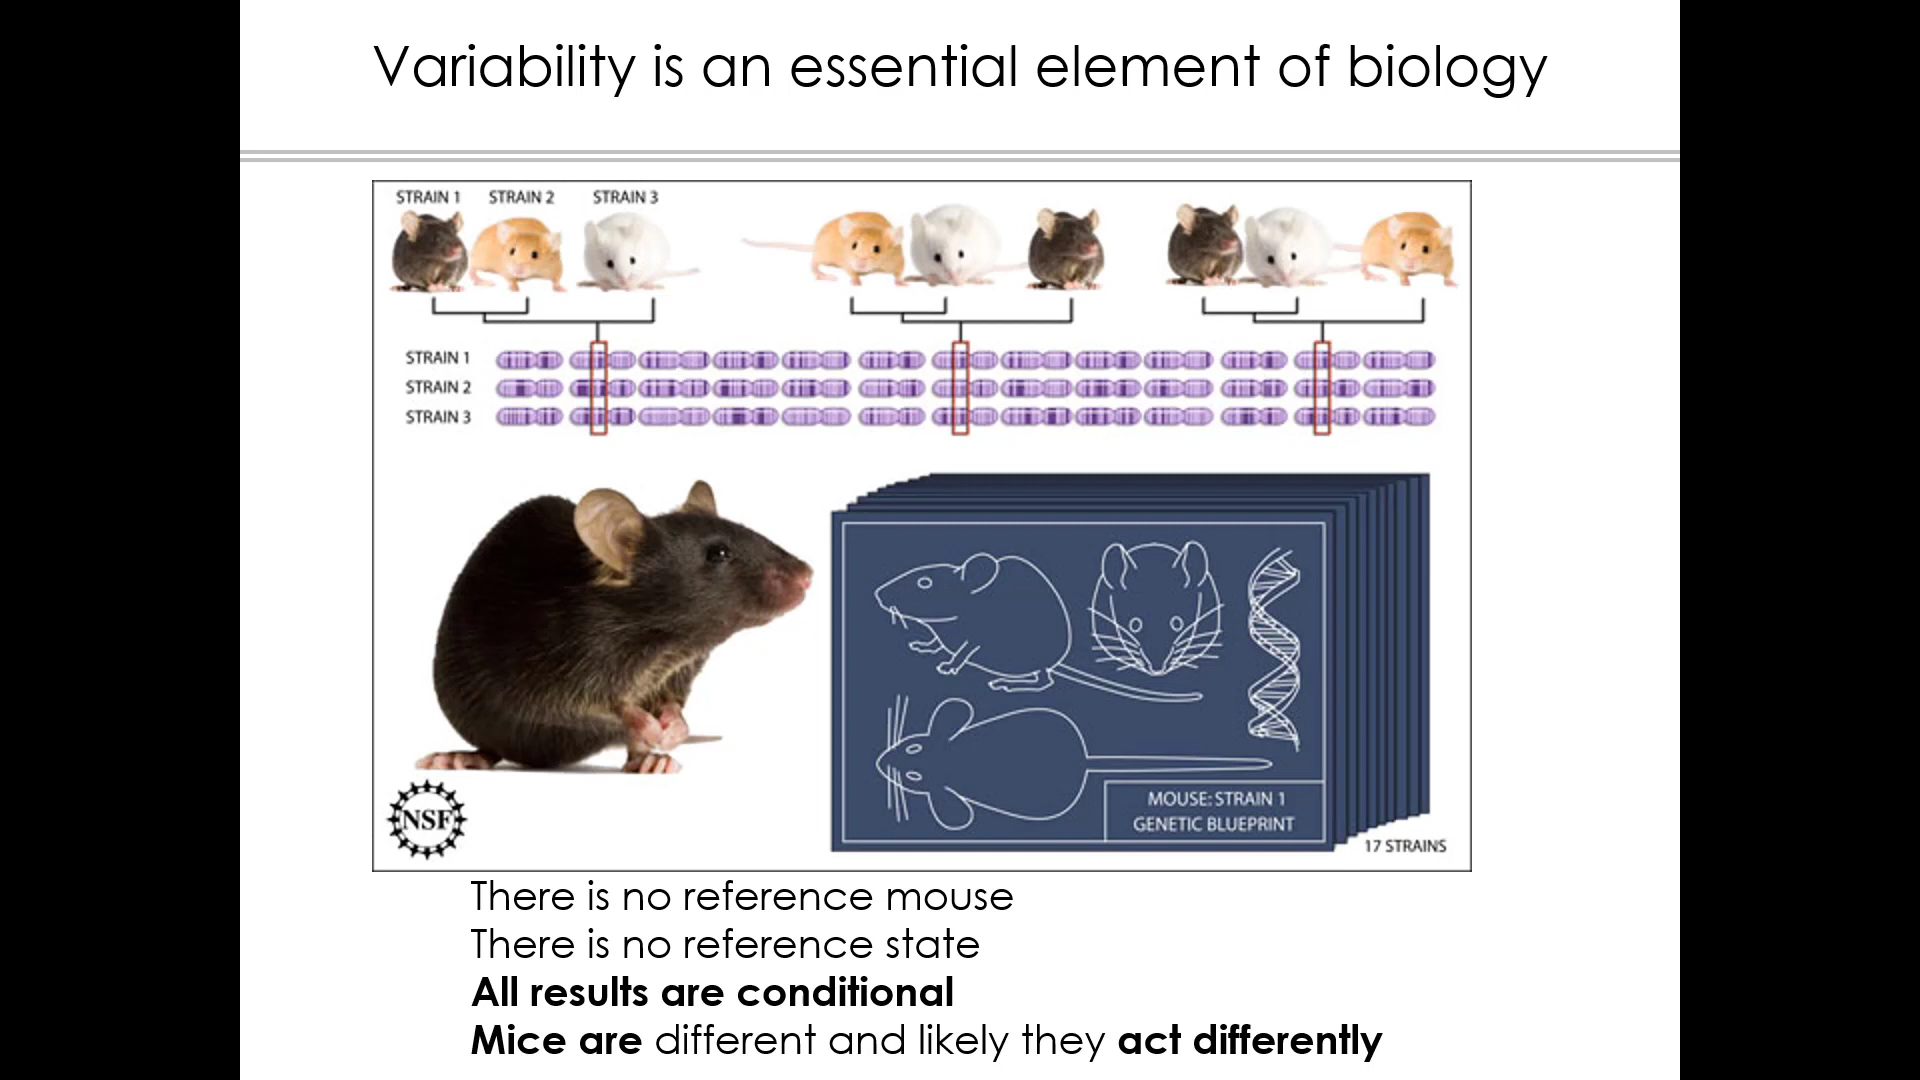 Variability is an essential element of biology
STRAIN 1 STRAIN 2 STRAIN 3
STRAIN 1
STRAIN 2
STRAIN 3
MOUSE: STRAIN 1
GENETIC BLUEPRINT
17 STRAINS
NSF
There is no reference mouse
There is no reference state
All results are conditional
Mice are different and likely they act differently